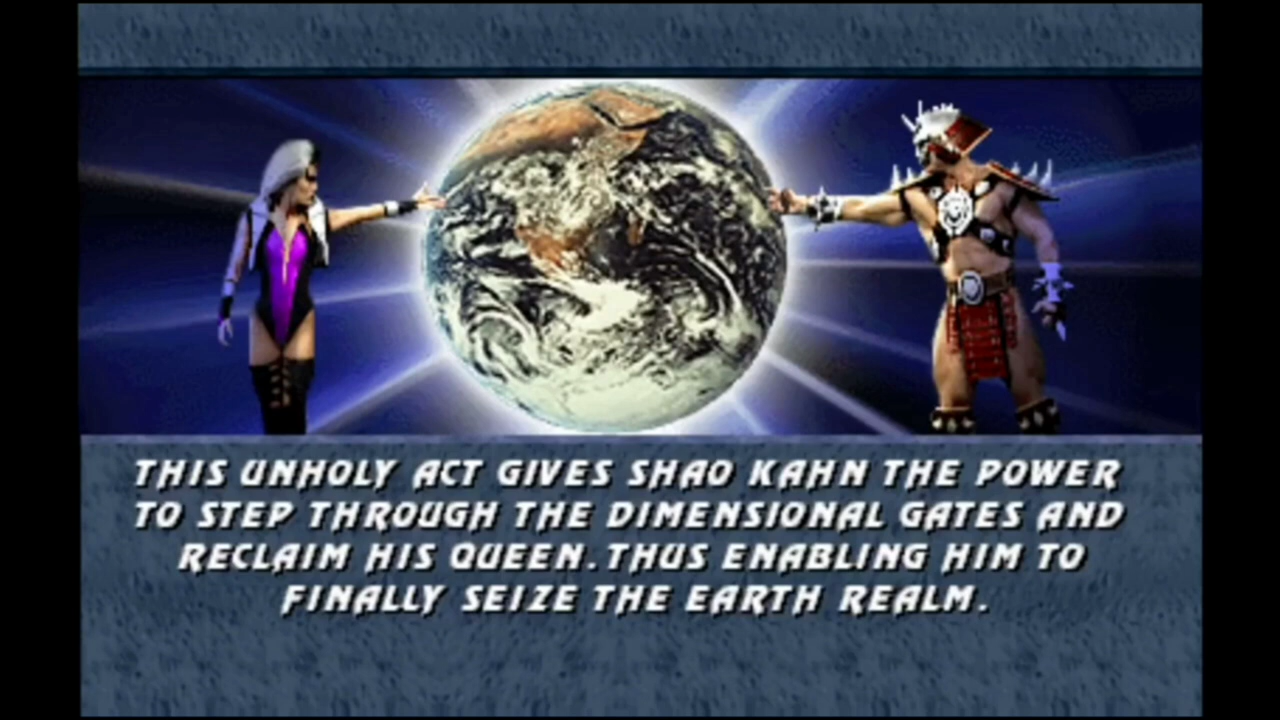 THIS UNHOLY ACT GIVES SHAO KAHN THE POWER
TO STEP THROUGH THE DIMENSIONAL GATES AND
RECLAIM HIS QUEEN.THUS ENABLING HIM TO
FINALLY SEIZE THE EARTH REALM.